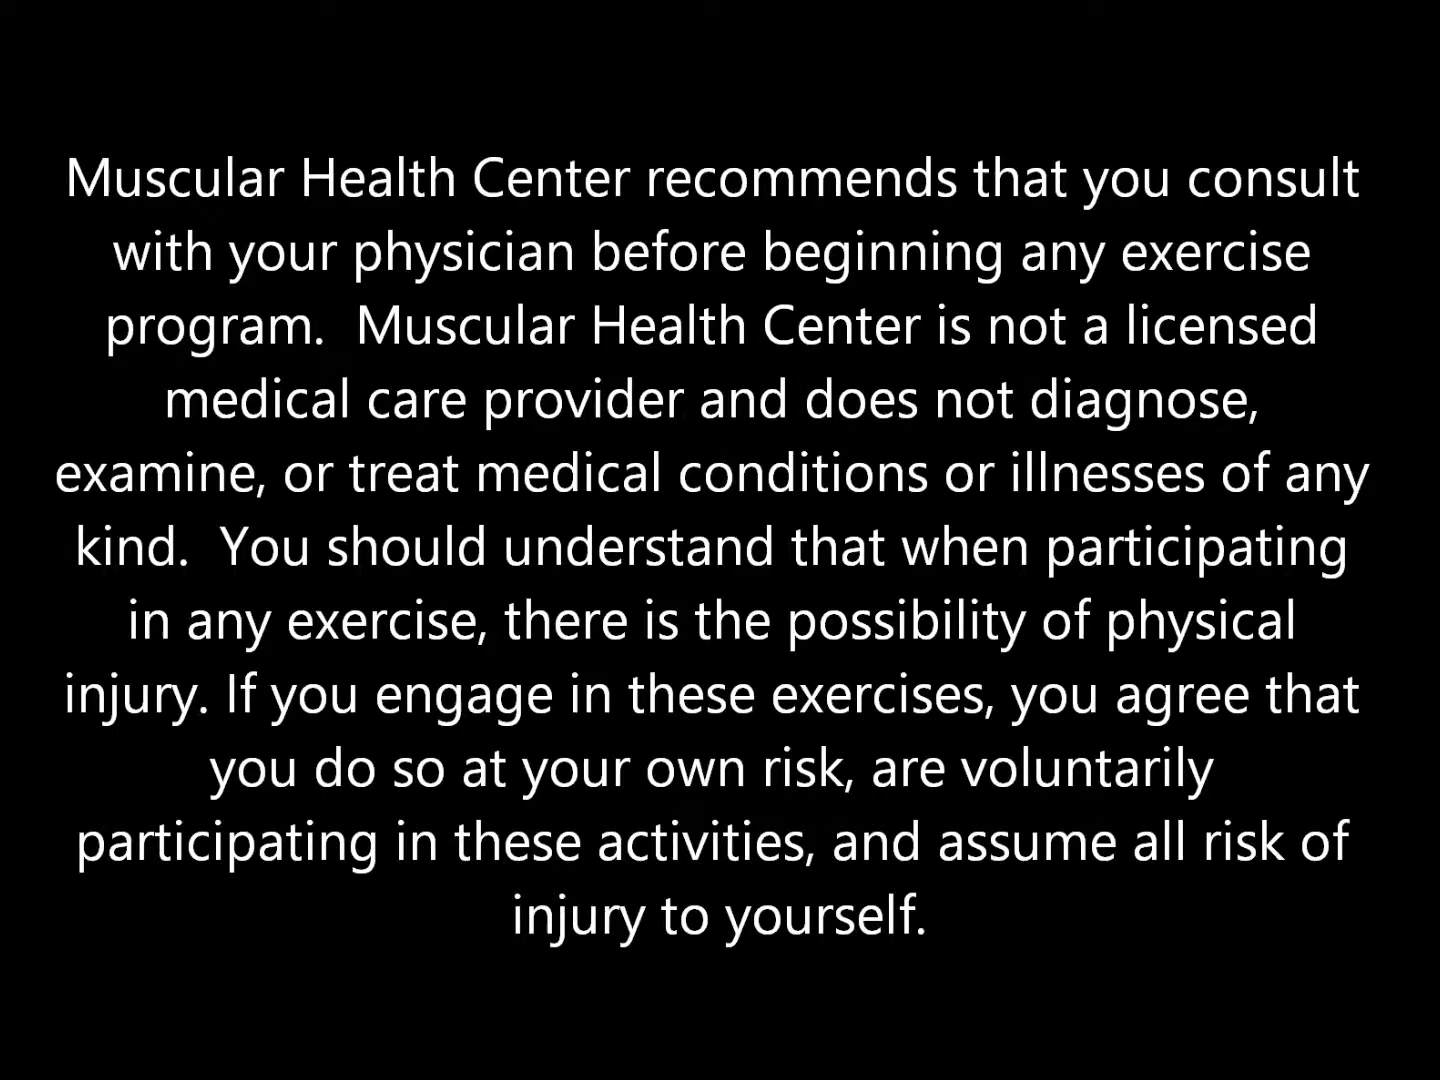 Muscular Health Center recommends that you consult
with your physician before beginning any exercise
program.  Muscular Health Center is not a licensed
medical care provider and does not diagnose,
examine, or treat medical conditions or illnesses of any
kind.  You should understand that when participating
in any exercise, there is the possibility of physical
injury. If you engage in these exercises, you agree that
you do so at your own risk, are voluntarily
participating in these activities, and assume all risk of
injury to yourself.